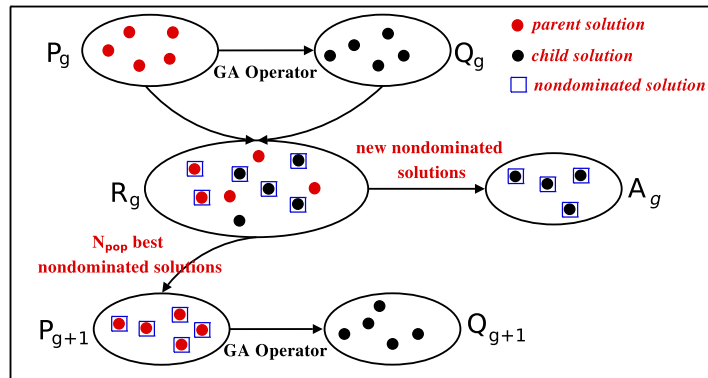 P_g
GA Operator
Q_g
parent solution
child solution
nondominated solution
R_g
new nondominated
solutions
A_g
N_pop best
nondominated solutions
P_g+1
GA Operator
Q_g+1